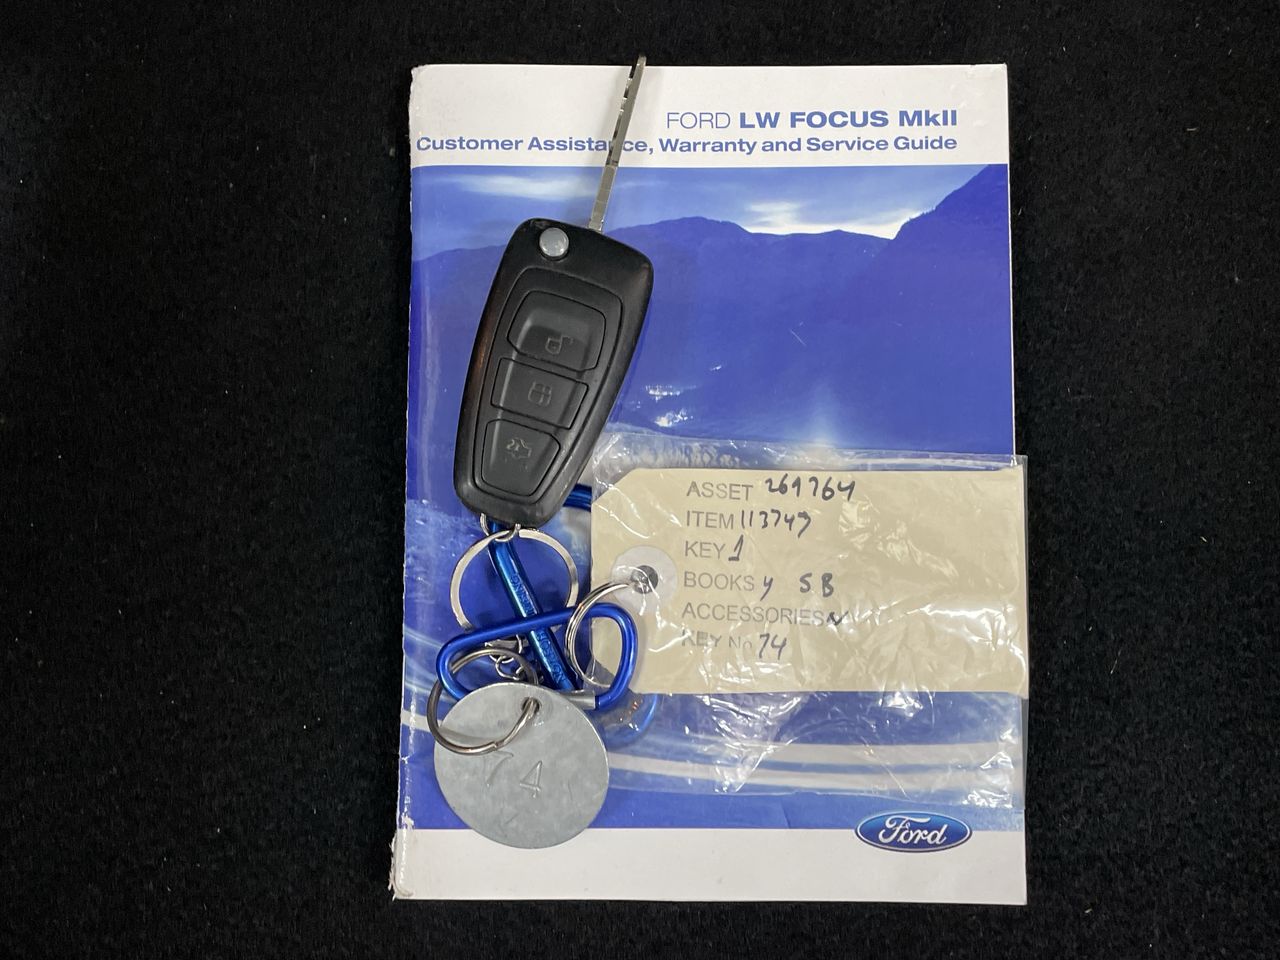 FORD LW FOCUS MkII
Customer Assistance, Warranty and Service Guide
ASSET 269764
ITEM 113747
KEY 1
BOOKS y SB
ACCESSORIES N
KEY No 74
74
Ford